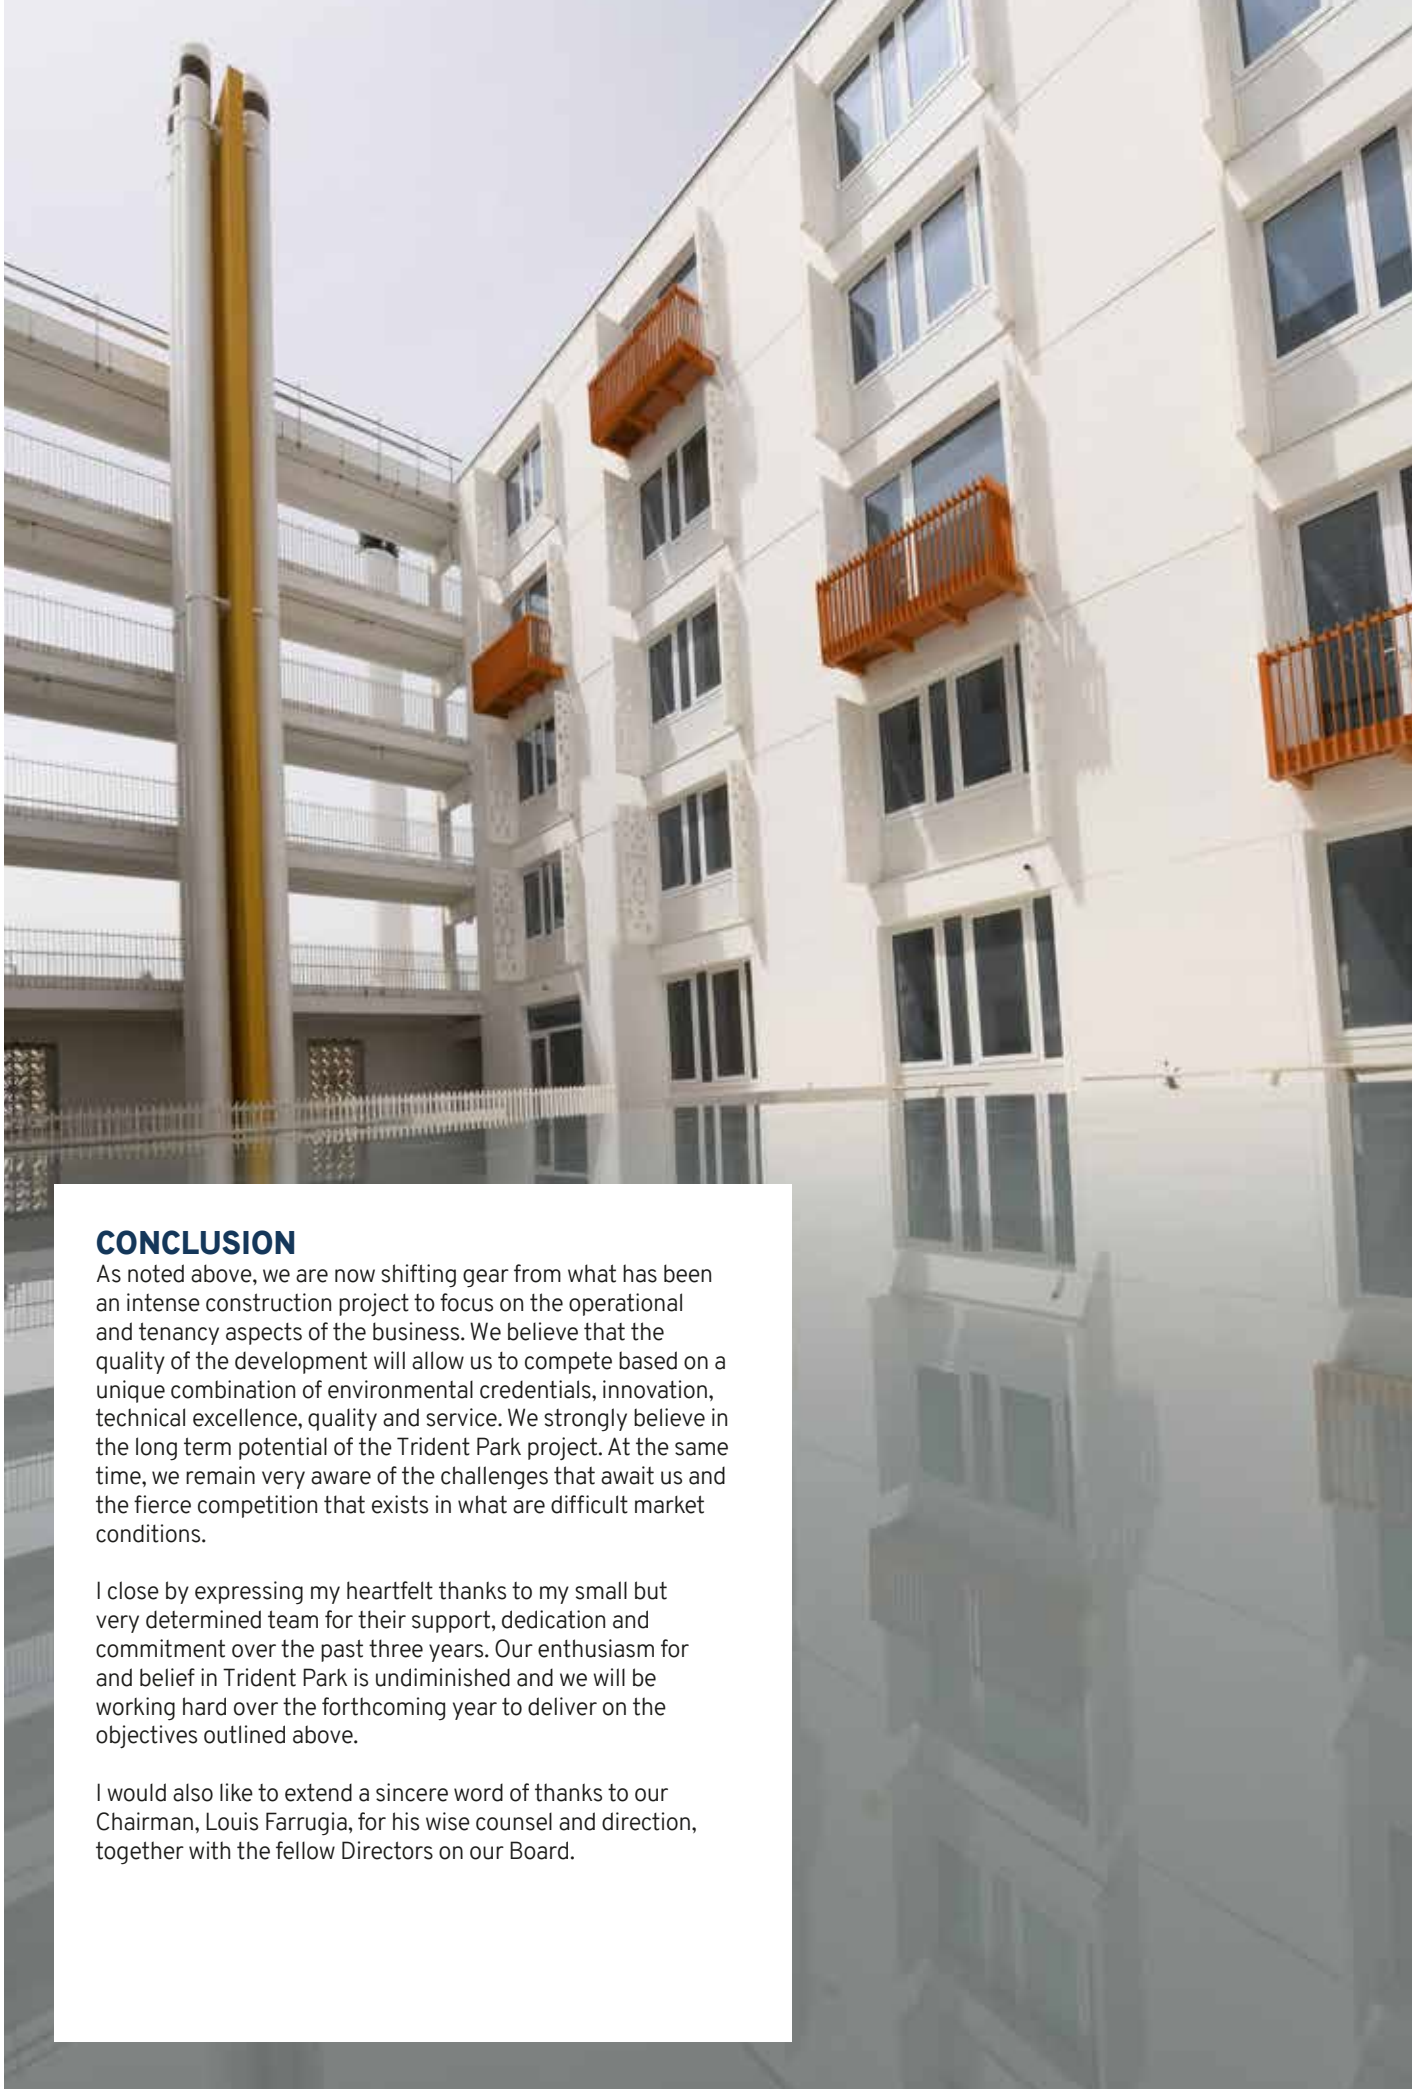 CONCLUSION
As noted above, we are now shifting gear from what has been
an intense construction project to focus on the operational
and tenancy aspects of the business. We believe that the
quality of the development will allow us to compete based on a
unique combination of environmental credentials, innovation,
technical excellence, quality and service. We strongly believe in
the long term potential of the Trident Park project. At the same
time, we remain very aware of the challenges that await us and
the fierce competition that exists in what are difficult market
conditions.
I close by expressing my heartfelt thanks to my small but
very determined team for their support, dedication and
commitment over the past three years. Our enthusiasm for
and belief in Trident Park is undiminished and we will be
working hard over the forthcoming year to deliver on the
objectives outlined above.
I would also like to extend a sincere word of thanks to our
Chairman, Louis Farrugia, for his wise counsel and direction,
together with the fellow Directors on our Board.